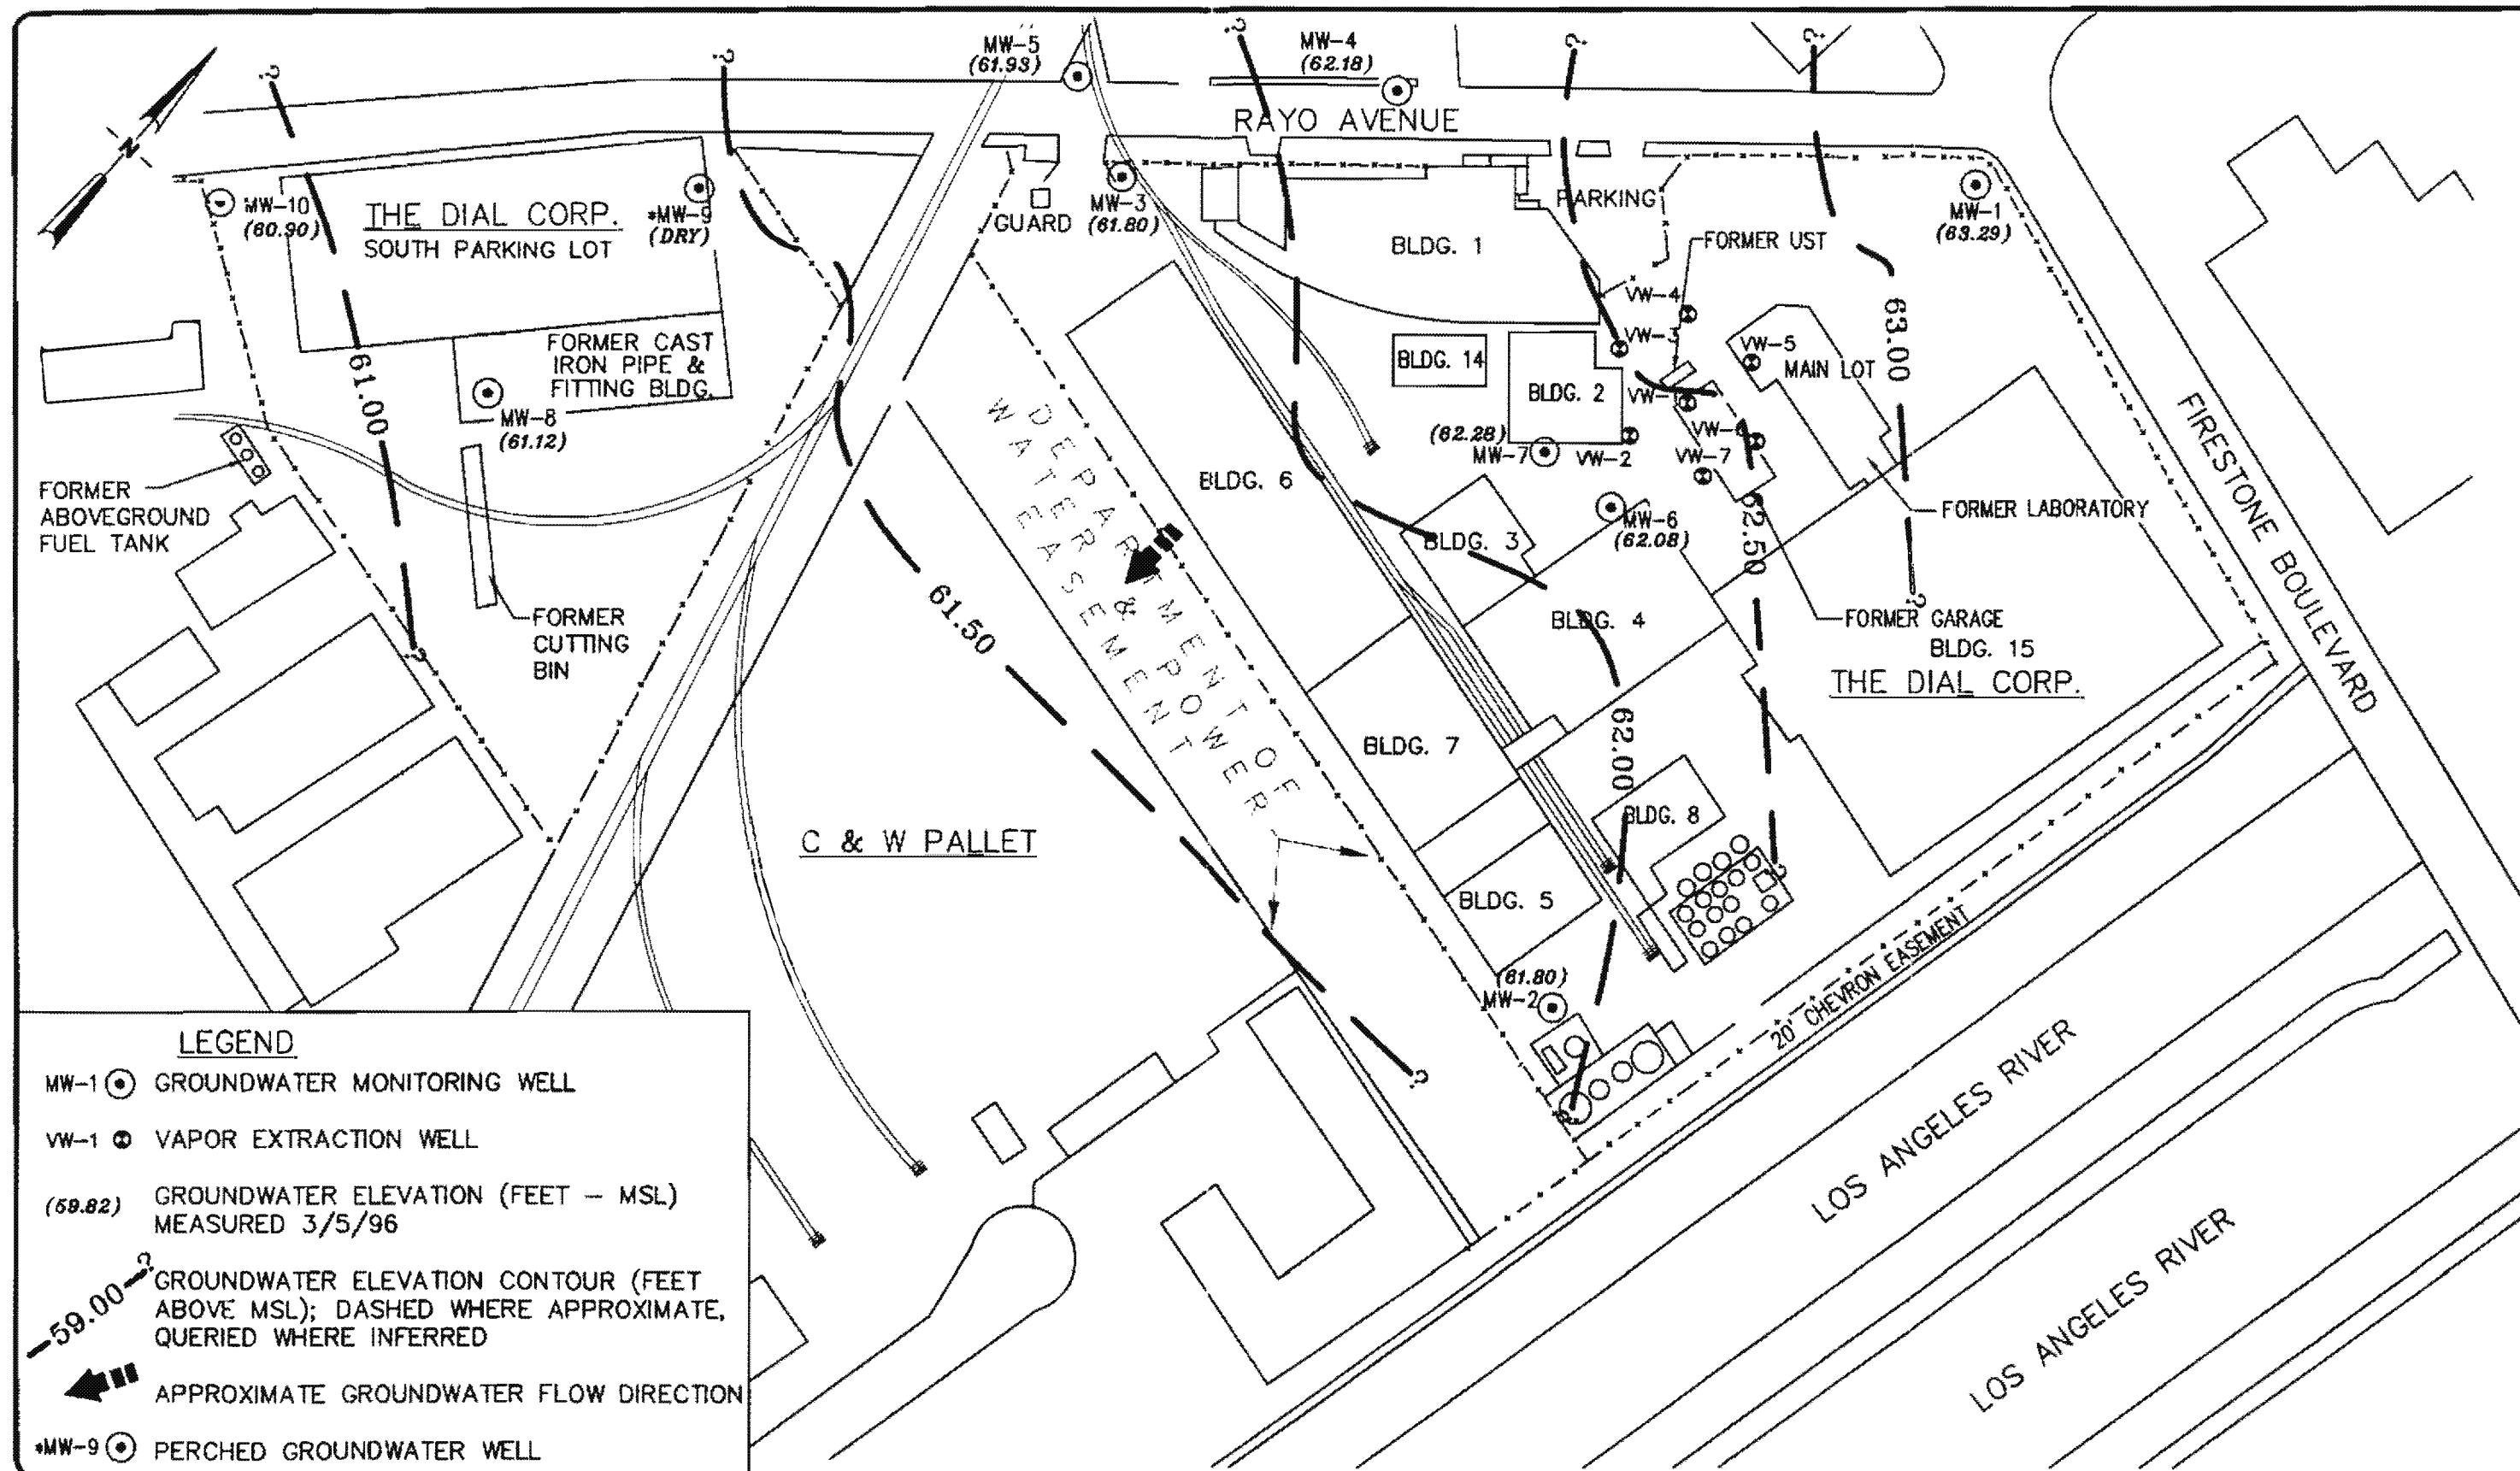 MW-5
(61.93)
MW-4
(62.18)
RAYO AVENUE
N
MW-10
(60.90)
THE DIAL CORP.
SOUTH PARKING LOT
*MW-9
(DRY)
GUARD
MW-3
(61.80)
BLDG. 1
PARKING
MW-1
(63.29)
FORMER UST
VW-4
VW-3
VW-5
MAIN LOT
63.00
FORMER CAST
IRON PIPE &
FITTING BLDG.
BLDG. 14
BLDG. 2
61.00
MW-8
(61.12)
(62.28)
MW-7
VW-2
VW-7
FIRESTONE BOULEVARD
BLDG. 6
DEPARTMENT OF
WATER & POWER
EASEMENT
FORMER
ABOVEGROUND
FUEL TANK
FORMER LABORATORY
MW-6
(62.08)
BLDG. 3
62.50
61.50
FORMER
CUTTING
BIN
BLDG. 4
FORMER GARAGE
BLDG. 15
THE DIAL CORP.
62.00
BLDG. 7
BLDG. 8
C & W PALLET
BLDG. 5
(61.80)
MW-2
20' CHEVRON EASEMENT
LOS ANGELES RIVER
LOS ANGELES RIVER
LEGEND
MW-1 GROUNDWATER MONITORING WELL
VW-1 VAPOR EXTRACTION WELL
(59.82) GROUNDWATER ELEVATION (FEET - MSL)
MEASURED 3/5/96
59.00 ? GROUNDWATER ELEVATION CONTOUR (FEET
ABOVE MSL); DASHED WHERE APPROXIMATE,
QUERIED WHERE INFERRED
APPROXIMATE GROUNDWATER FLOW DIRECTION
*MW-9 PERCHED GROUNDWATER WELL